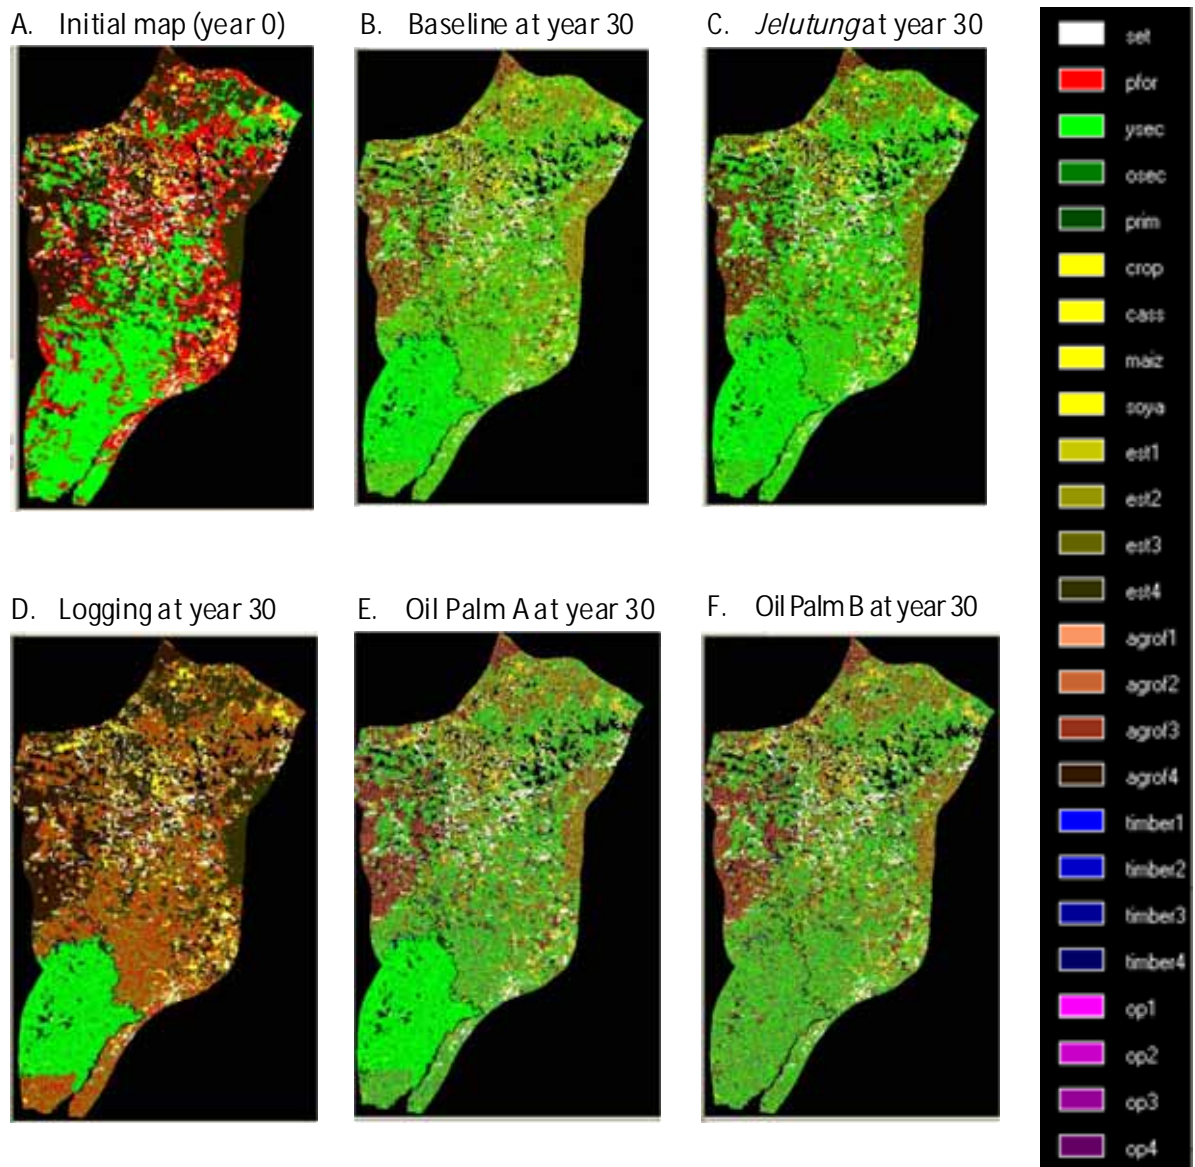 A. Initial map (year 0)
B. Baseline at year 30
C. Jelutung at year 30
D. Logging at year 30
E. Oil Palm A at year 30
F. Oil Palm B at year 30
set
pfor
ysec
osec
prim
crop
cass
maiz
soya
est1
est2
est3
est4
agrof1
agrof2
agrof3
agrof4
timber1
timber2
timber3
timber4
op1
op2
op3
op4